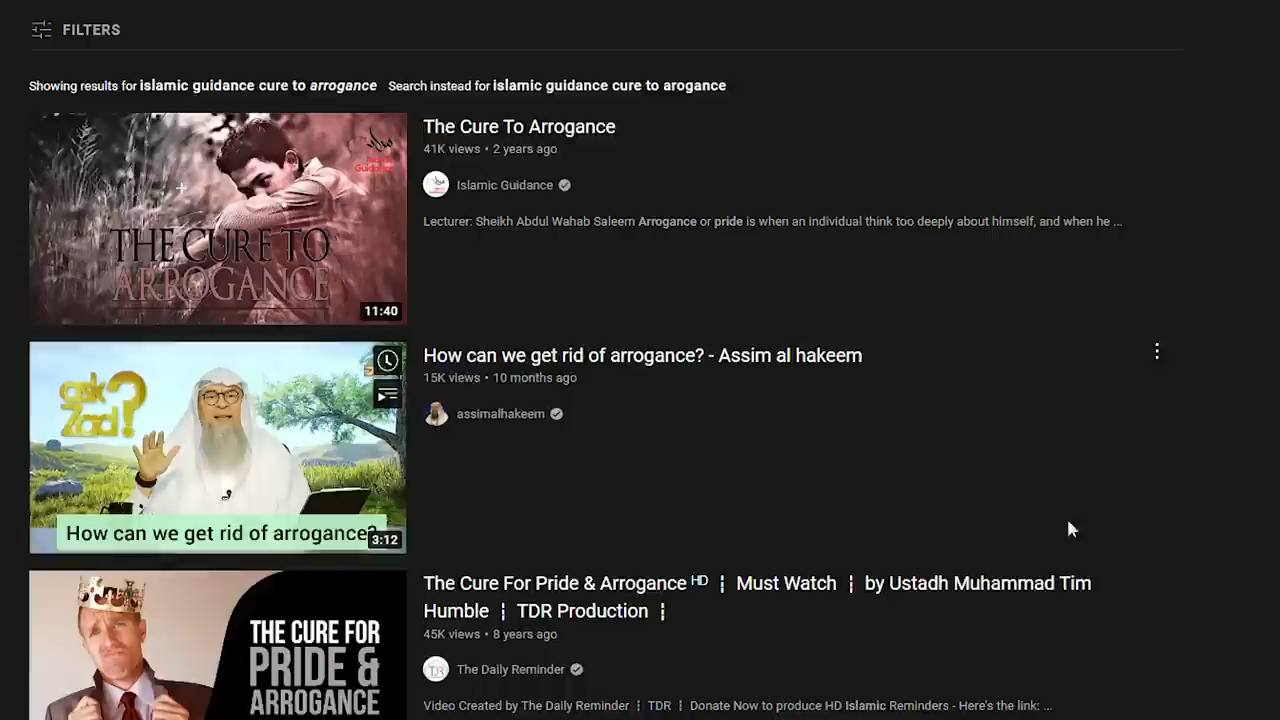 FILTERS
Showing results for islamic guidance cure to arrogance Search instead for islamic guidance cure to arogance
The Cure To Arrogance
41K views • 2 years ago
Islamic Guidance
Lecturer: Sheikh Abdul Wahab Saleem Arrogance or pride is when an individual think too deeply about himself, and when he ...
Guidance
THE CURE TO
ARROGANCE
11:40
How can we get rid of arrogance? - Assim al hakeem
15K views • 10 months ago
assimalhakeem
ask
Zad?
How can we get rid of arrogance?
3:12
The Cure For Pride & Arrogance ᴴᴰ ┇ Must Watch ┇ by Ustadh Muhammad Tim
Humble ┇ TDR Production ┇
45K views • 8 years ago
The Daily Reminder
Video Created by The Daily Reminder ┇ TDR ┇ Donate Now to produce HD Islamic Reminders - Here's the link: ...
TDR
THE CURE FOR
PRIDE &
ARROGANCE